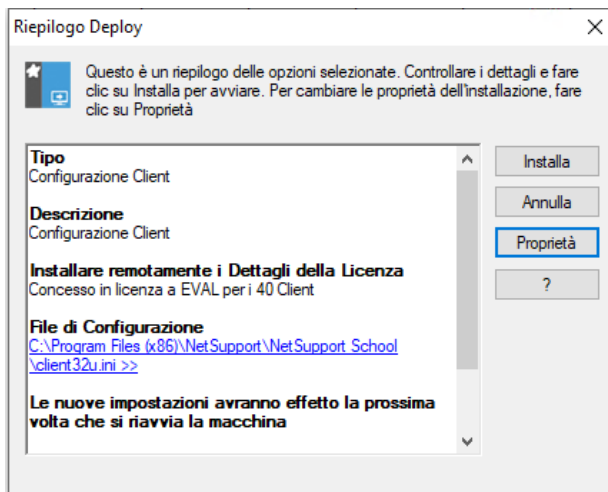 Riepilogo Deploy
Questo è un riepilogo delle opzioni selezionate. Controllare i dettagli e fare
clic su Installa per avviare. Per cambiare le proprietà dell'installazione, fare
clic su Proprietà
Tipo
Configurazione Client
Descrizione
Configurazione Client
Installare remotamente i Dettagli della Licenza
Concesso in licenza a EVAL per i 40 Client
File di Configurazione
C:\Program Files (x86)\NetSupport\NetSupport School
\client32u.ini >>
Le nuove impostazioni avranno effetto la prossima
volta che si riavvia la macchina
Installa
Annulla
Proprietà
?